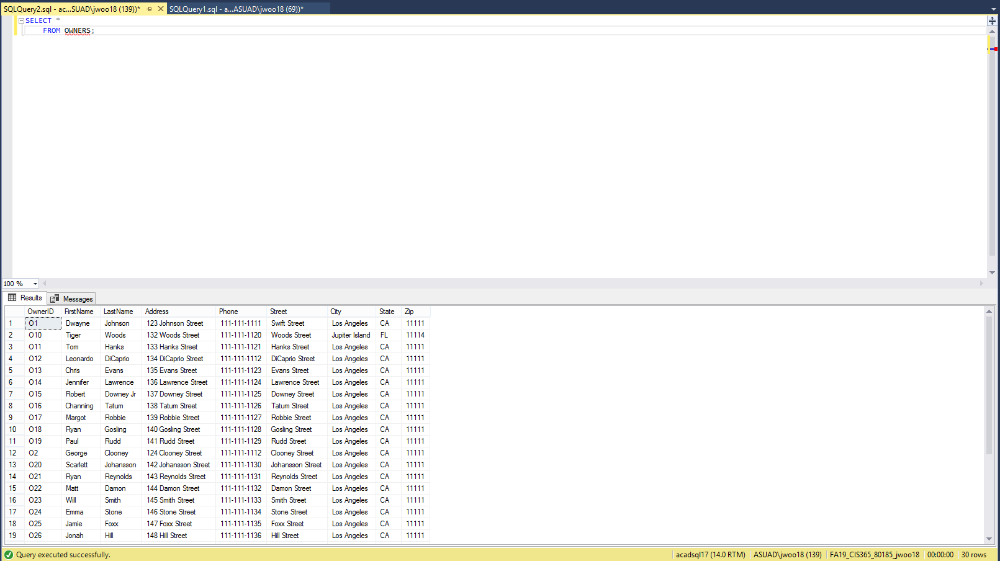 SQLQuery2.sql - ac...SUAD\jwoo18 (139))* SQLQuery1.sql - a...ASUAD\jwoo18 (69))*
SELECT *
FROM OWNERS;
100 %
Results Messages
OwnerID FirstName LastName Address Phone Street City State Zip
1 O1 Dwayne Johnson 123 Johnson Street 111-111-1111 Swift Street Los Angeles CA 11111
2 O10 Tiger Woods 132 Woods Street 111-111-1120 Woods Street Jupiter Island FL 11114
3 O11 Tom Hanks 133 Hanks Street 111-111-1121 Hanks Street Los Angeles CA 11111
4 O12 Leonardo DiCaprio 134 DiCaprio Street 111-111-1112 DiCaprio Street Los Angeles CA 11111
5 O13 Chris Evans 135 Evans Street 111-111-1123 Evans Street Los Angeles CA 11111
6 O14 Jennifer Lawrence 136 Lawrence Street 111-111-1124 Lawrence Street Los Angeles CA 11111
7 O15 Robert Downey Jr 137 Downey Street 111-111-1125 Downey Street Los Angeles CA 11111
8 O16 Channing Tatum 138 Tatum Street 111-111-1126 Tatum Street Los Angeles CA 11111
9 O17 Margot Robbie 139 Robbie Street 111-111-1127 Robbie Street Los Angeles CA 11111
10 O18 Ryan Gosling 140 Gosling Street 111-111-1128 Gosling Street Los Angeles CA 11111
11 O19 Paul Rudd 141 Rudd Street 111-111-1129 Rudd Street Los Angeles CA 11111
12 O2 George Clooney 124 Clooney Street 111-111-1112 Clooney Street Los Angeles CA 11111
13 O20 Scarlett Johansson 142 Johansson Street 111-111-1130 Johansson Street Los Angeles CA 11111
14 O21 Ryan Reynolds 143 Reynolds Street 111-111-1131 Reynolds Street Los Angeles CA 11111
15 O22 Matt Damon 144 Damon Street 111-111-1132 Damon Street Los Angeles CA 11111
16 O23 Will Smith 145 Smith Street 111-111-1133 Smith Street Los Angeles CA 11111
17 O24 Emma Stone 146 Stone Street 111-111-1134 Stone Street Los Angeles CA 11111
18 O25 Jamie Foxx 147 Foxx Street 111-111-1135 Foxx Street Los Angeles CA 11111
19 O26 Jonah Hill 148 Hill Street 111-111-1136 Hill Street Los Angeles CA 11111
Query executed successfully. acadsql17 (14.0 RTM) ASUAD\jwoo18 (139) FA19_CIS365_80185_jwoo18 00:00:00 30 rows